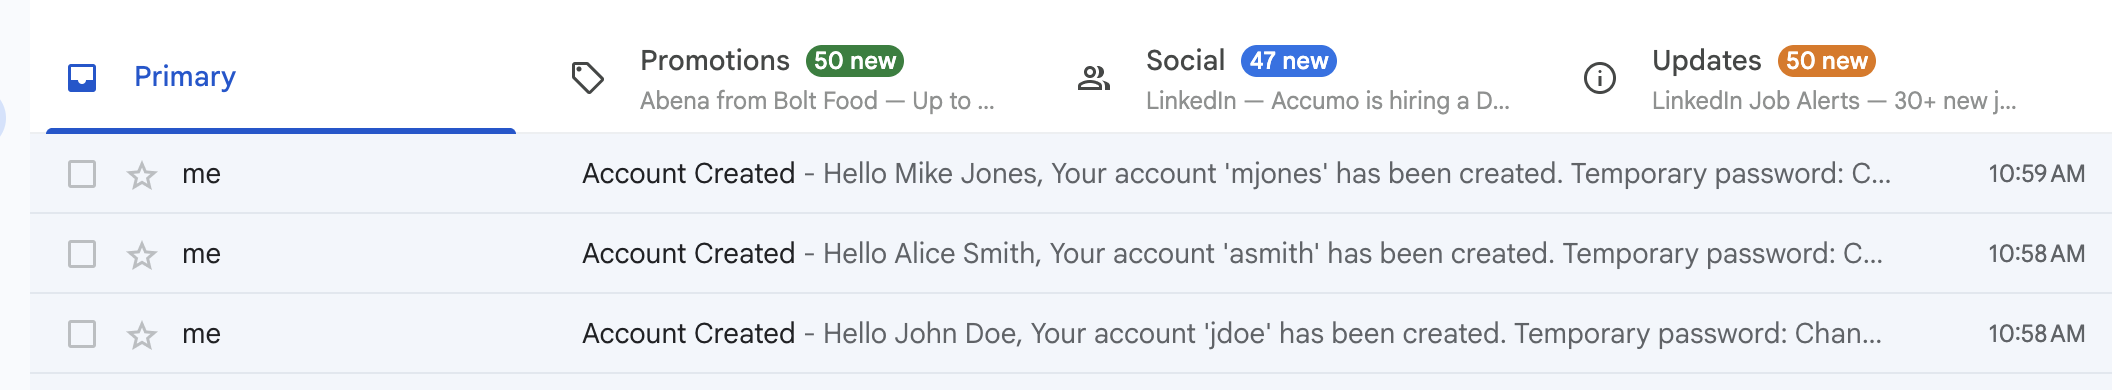 Primary
Promotions 50 new
Abena from Bolt Food — Up to ...
Social 47 new
LinkedIn — Accumo is hiring a D...
Updates 50 new
LinkedIn Job Alerts — 30+ new j...
me Account Created - Hello Mike Jones, Your account 'mjones' has been created. Temporary password: C... 10:59 AM
me Account Created - Hello Alice Smith, Your account 'asmith' has been created. Temporary password: C... 10:58 AM
me Account Created - Hello John Doe, Your account 'jdoe' has been created. Temporary password: Chan... 10:58 AM